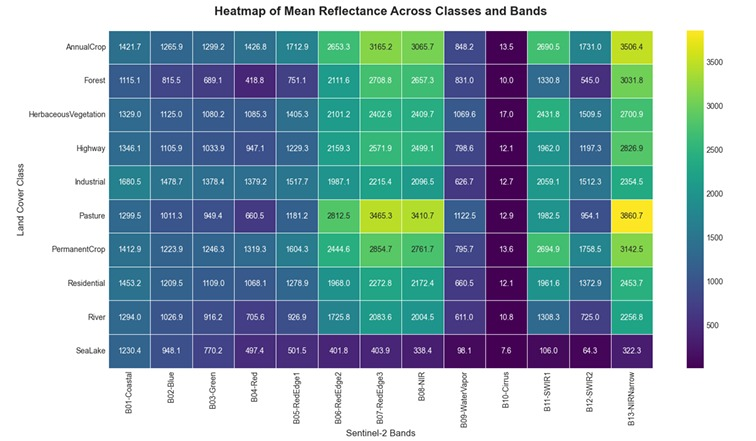 Heatmap of Mean Reflectance Across Classes and Bands
AnnualCrop 1421.7 1265.9 1299.2 1426.8 1712.9 2653.3 3165.2 3065.7 848.2 13.5 2690.5 1731.0 3506.4
Forest 1115.1 815.5 689.1 418.8 751.1 2111.6 2708.8 2657.3 831.0 10.0 1330.8 545.0 3031.8
HerbaceousVegetation 1329.0 1125.0 1080.2 1085.3 1405.3 2101.2 2402.6 2409.7 1069.6 17.0 2431.8 1509.5 2700.9
Highway 1346.1 1105.9 1033.9 947.1 1229.3 2159.3 2571.9 2499.1 798.6 12.1 1962.0 1197.3 2826.9
Industrial 1680.5 1478.7 1378.4 1379.2 1517.7 1987.1 2215.4 2096.5 626.7 12.7 2059.1 1512.3 2354.5
Pasture 1299.5 1011.3 949.4 660.5 1181.2 2812.5 3465.3 3410.7 1122.5 12.9 1982.5 954.1 3860.7
PermanentCrop 1412.9 1223.9 1246.3 1319.3 1604.3 2444.6 2854.7 2761.7 795.7 13.6 2694.9 1758.5 3142.5
Residential 1453.2 1209.5 1109.0 1068.1 1278.9 1968.0 2272.8 2172.4 660.5 12.1 1961.6 1372.9 2453.7
River 1294.0 1026.9 916.2 705.6 926.9 1725.8 2083.6 2004.5 611.0 10.8 1308.3 725.0 2256.8
SeaLake 1230.4 948.1 770.2 497.4 501.5 401.8 403.9 338.4 98.1 7.6 106.0 64.3 322.3
Land Cover Class
B01-Coastal
B02-Blue
B03-Green
B04-Red
B05-RedEdge1
B06-RedEdge2
B07-RedEdge3
B08-NIR
B09-WaterVapor
B10-Cirrus
B11-SWIR1
B12-SWIR2
B13-NIRNarrow
Sentinel-2 Bands
3500
3000
2500
2000
1500
1000
500